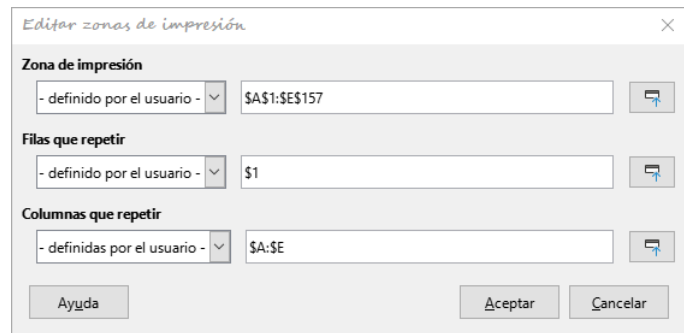 Editar zonas de impresión
Zona de impresión
- definido por el usuario - $A$1:$E$157
Filas que repetir
- definido por el usuario - $1
Columnas que repetir
- definidas por el usuario - $A:$E
Ayuda Aceptar Cancelar